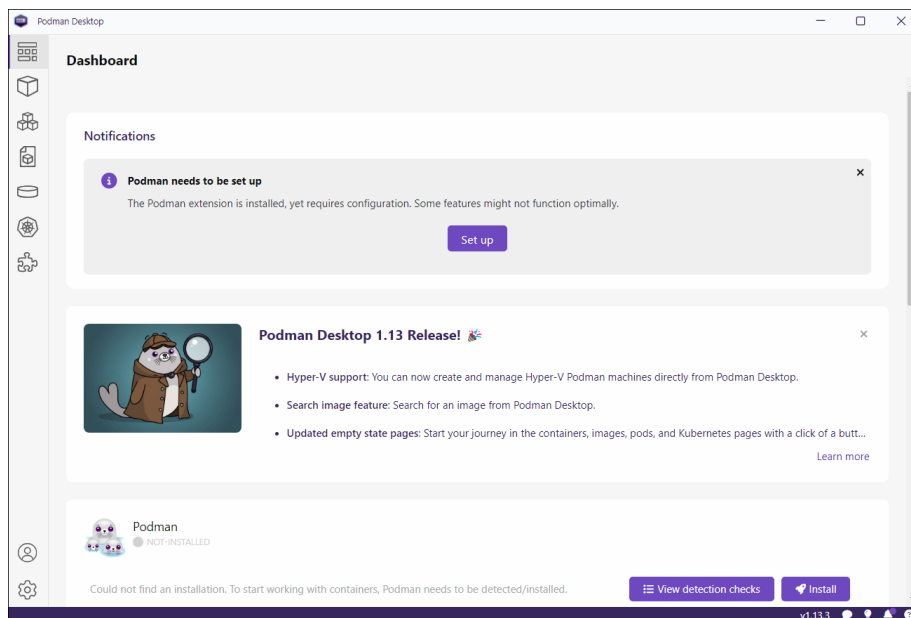 Podman Desktop
Dashboard
Notifications
Podman needs to be set up
The Podman extension is installed, yet requires configuration. Some features might not function optimally.
Set up
Podman Desktop 1.13 Release! 🎉
• Hyper-V support: You can now create and manage Hyper-V Podman machines directly from Podman Desktop.
• Search image feature: Search for an image from Podman Desktop.
• Updated empty state pages: Start your journey in the containers, images, pods, and Kubernetes pages with a click of a butt...
Learn more
Podman
NOT-INSTALLED
Could not find an installation. To start working with containers, Podman needs to be detected/installed.
View detection checks
Install
v1.13.3